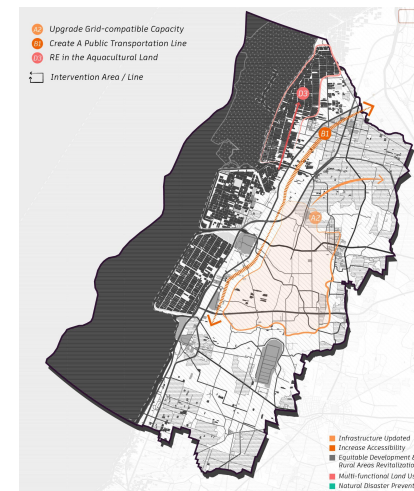 A2 Upgrade Grid-compatible Capacity
B1 Create A Public Transportation Line
D3 RE in the Aquacultural Land
Intervention Area / Line
D3
B1
A2
Infrastructure Updated
Increase Accessibility
Equitable Development &
Rural Areas Revitalizatio
Multi-functional Land Us
Natural Disaster Prevent